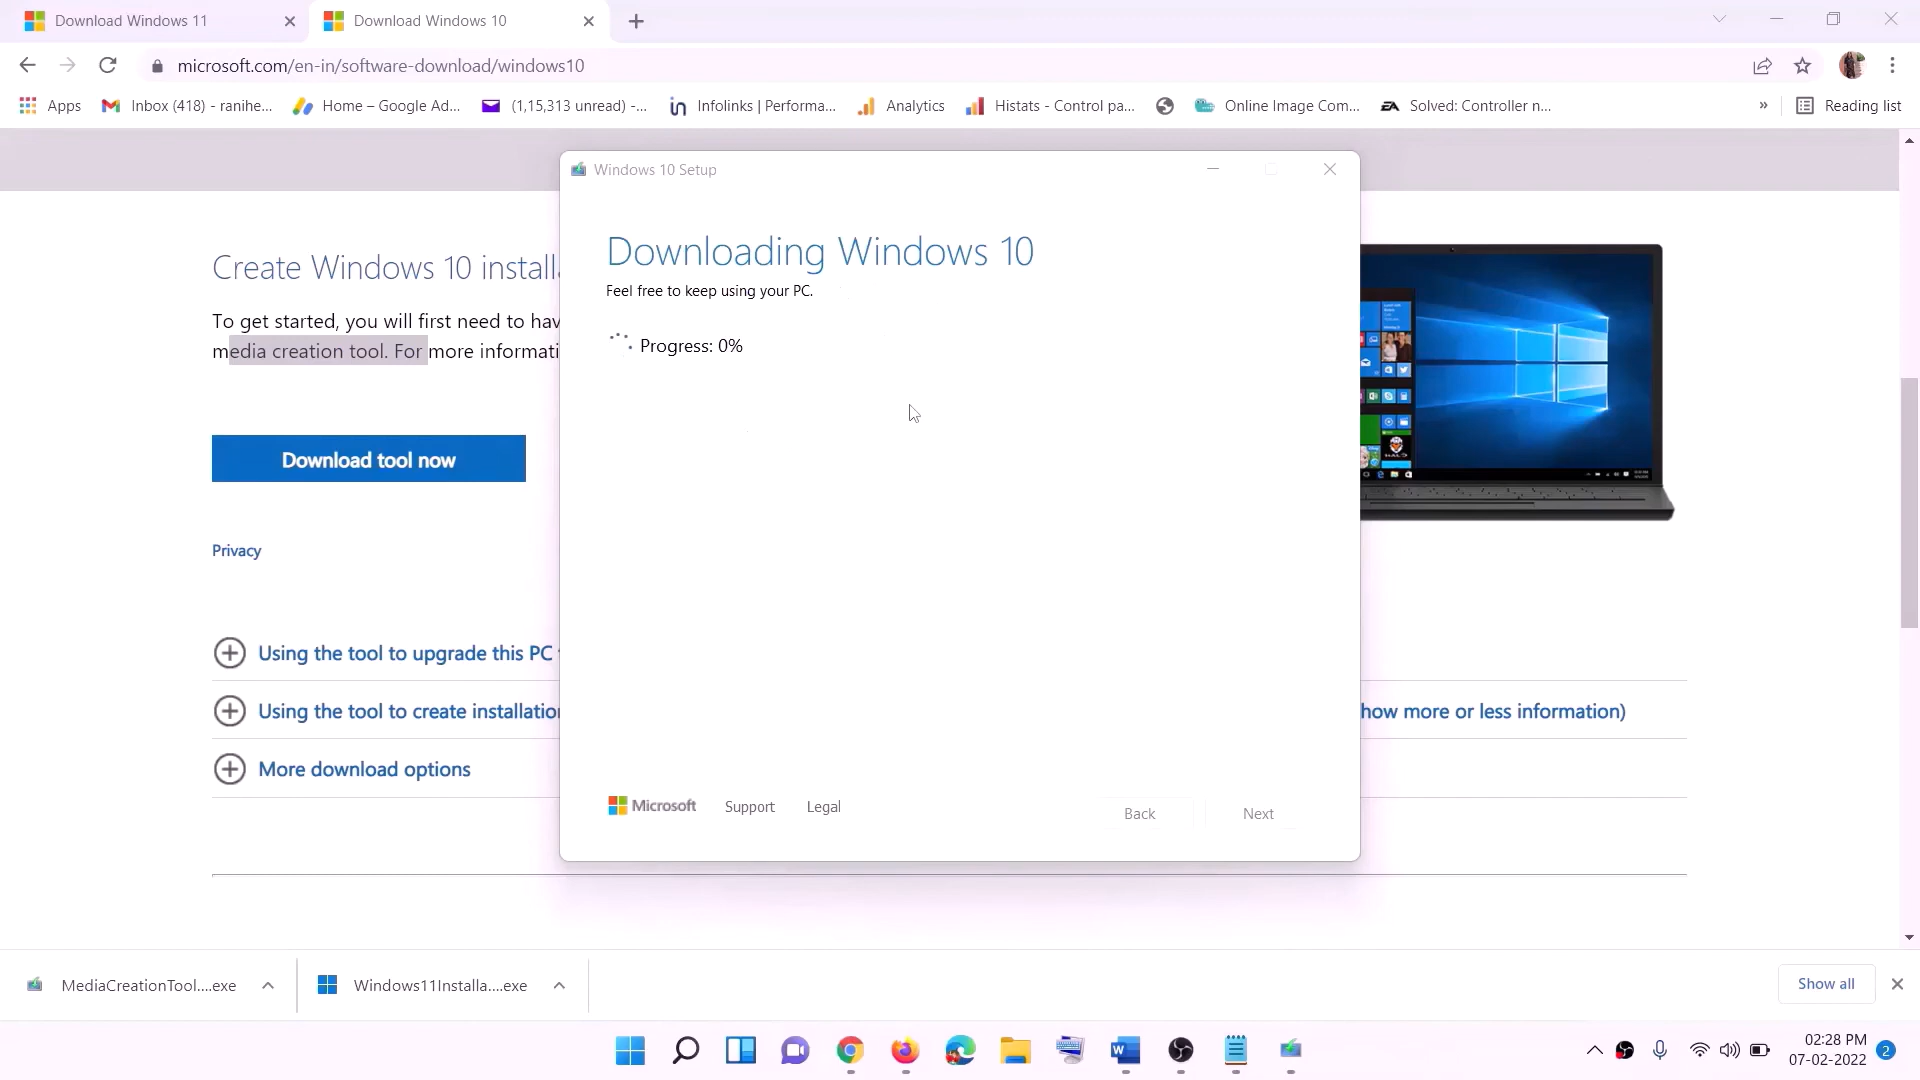 Download Windows 11
Download Windows 10
microsoft.com/en-in/software-download/windows10
Apps
Inbox (418) - ranihe...
Home – Google Ad...
(1,15,313 unread) -...
Infolinks | Performa...
Analytics
Histats - Control pa...
Online Image Com...
Solved: Controller n...
»
Reading list
Windows 10 Setup
Downloading Windows 10
Feel free to keep using your PC.
Progress: 0%
Create Windows 10 installa
To get started, you will first need to hav
media creation tool. For more informati
Download tool now
Privacy
Using the tool to upgrade this PC
Using the tool to create installation
how more or less information)
More download options
Microsoft
Support
Legal
Back
Next
MediaCreationTool....exe
Windows11Installa....exe
Show all
02:28 PM
07-02-2022
2